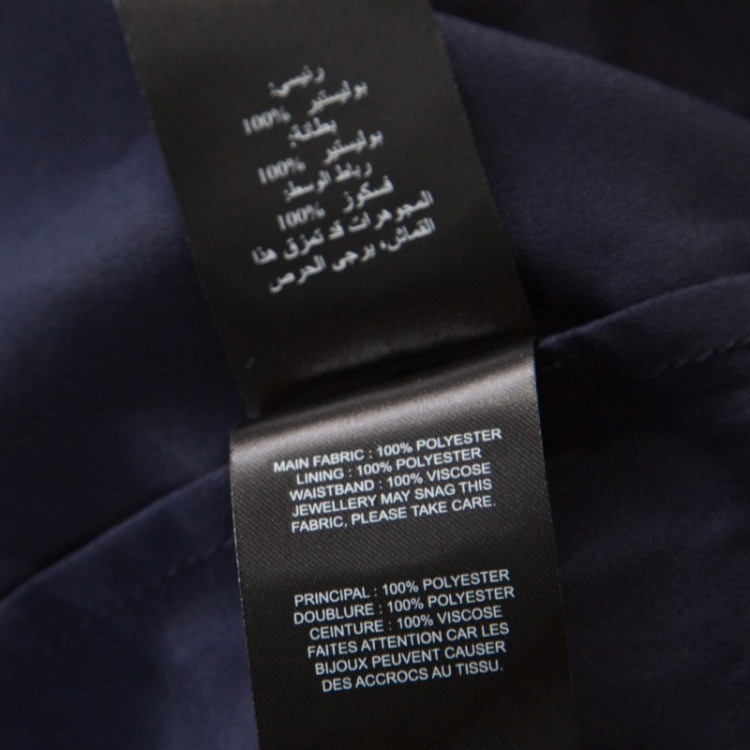 رئيسي:
بوليستير 100%
بطانة:
بوليستير 100%
رباط الوسط:
فسكوز 100%
المجوهرات قد تمزق هذا
القماش، يرجى الحرص
MAIN FABRIC : 100% POLYESTER
LINING : 100% POLYESTER
WAISTBAND : 100% VISCOSE
JEWELLERY MAY SNAG THIS
FABRIC, PLEASE TAKE CARE.
PRINCIPAL : 100% POLYESTER
DOUBLURE : 100% POLYESTER
CEINTURE : 100% VISCOSE
FAITES ATTENTION CAR LES
BIJOUX PEUVENT CAUSER
DES ACCROCS AU TISSU.